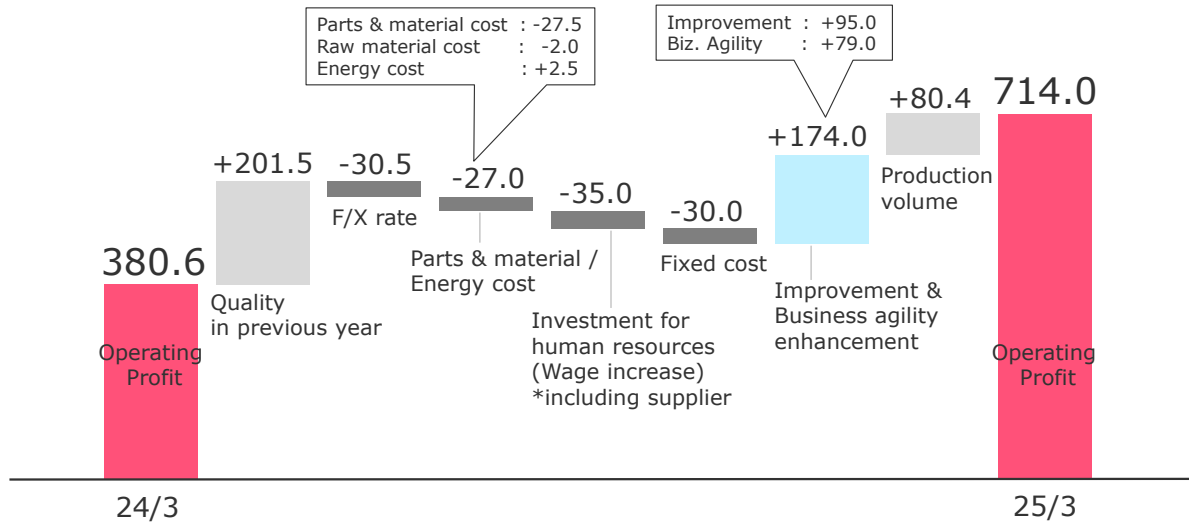 Parts & material cost : -27.5
Raw material cost : -2.0
Energy cost : +2.5
Improvement : +95.0
Biz. Agility : +79.0
380.6
+201.5
-30.5
-27.0
-35.0
-30.0
+174.0
+80.4
714.0
Operating
Profit
Quality
in previous year
F/X rate
Parts & material /
Energy cost
Investment for
human resources
(Wage increase)
*including supplier
Fixed cost
Improvement &
Business agility
enhancement
Production
volume
Operating
Profit
24/3
25/3